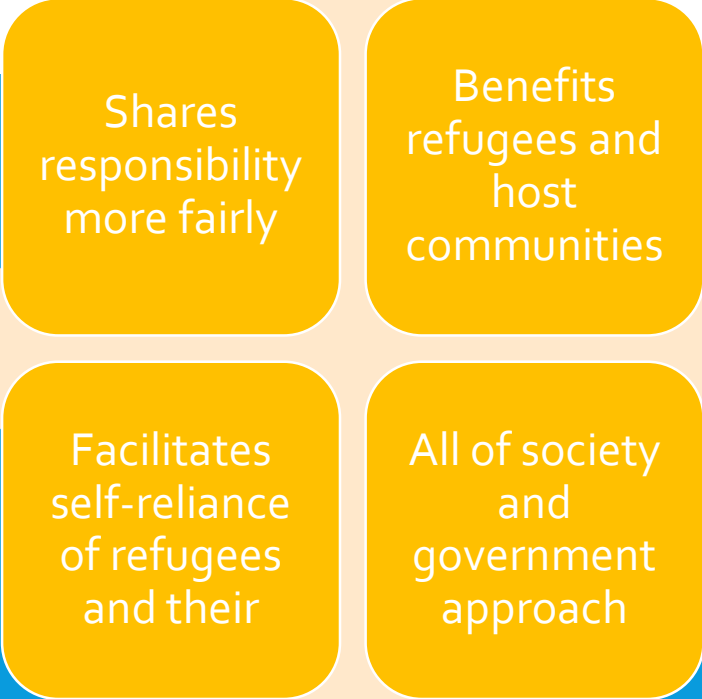 Shares
responsibility
more fairly
Benefits
refugees and
host
communities
Facilitates
self-reliance
of refugees
and their
All of society
and
government
approach